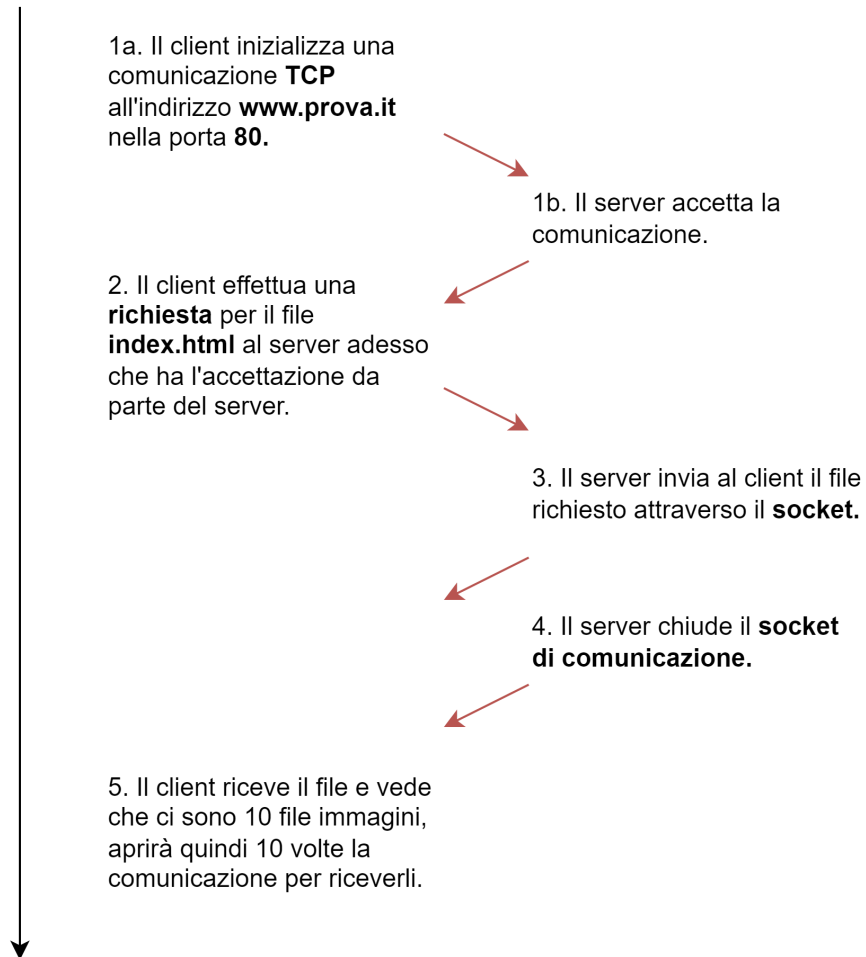 1a. Il client inizializza una
comunicazione TCP
all'indirizzo www.prova.it
nella porta 80.
1b. Il server accetta la
comunicazione.
2. Il client effettua una
richiesta per il file
index.html al server adesso
che ha l'accettazione da
parte del server.
3. Il server invia al client il file
richiesto attraverso il socket.
4. Il server chiude il socket
di comunicazione.
5. Il client riceve il file e vede
che ci sono 10 file immagini,
aprirà quindi 10 volte la
comunicazione per riceverli.